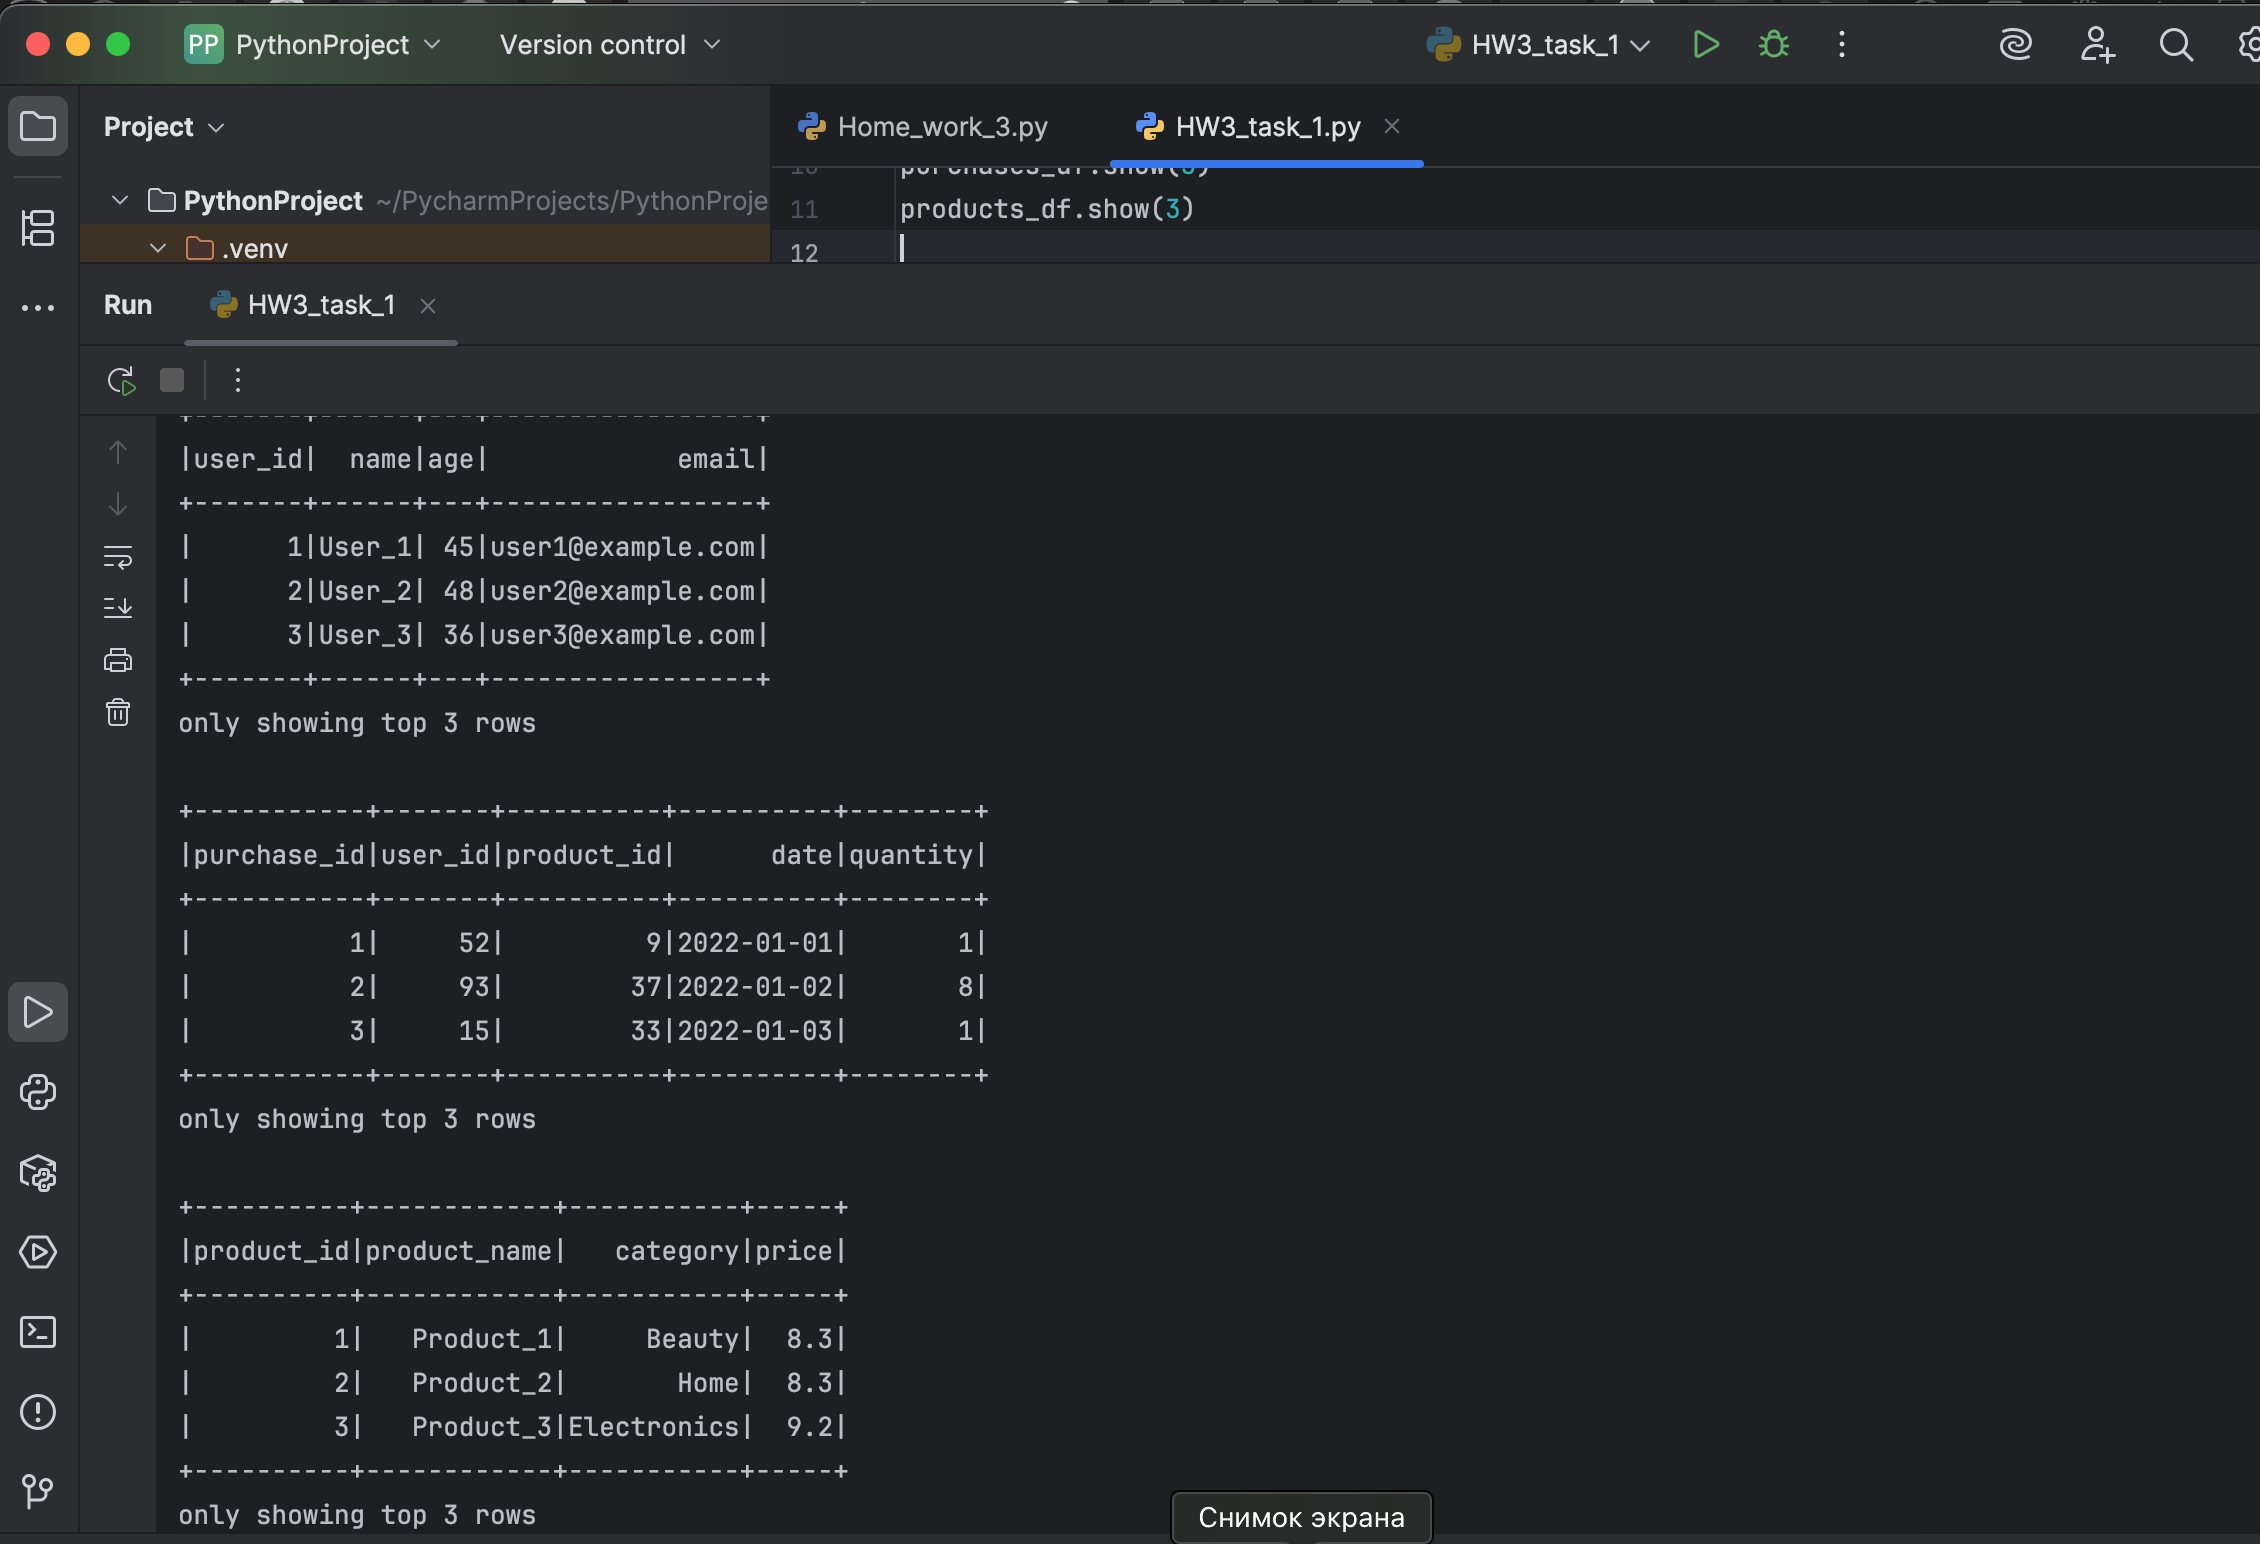 PP PythonProject Version control HW3_task_1
Project Home_work_3.py HW3_task_1.py
10 purchases_df.show(3)
PythonProject ~/PycharmProjects/PythonProje
11 products_df.show(3)
.venv
12
Run HW3_task_1
+-------+------+---+-----------------+
|user_id|  name|age|            email|
+-------+------+---+-----------------+
|      1|User_1| 45|user1@example.com|
|      2|User_2| 48|user2@example.com|
|      3|User_3| 36|user3@example.com|
+-------+------+---+-----------------+
only showing top 3 rows
+-----------+-------+----------+----------+--------+
|purchase_id|user_id|product_id|      date|quantity|
+-----------+-------+----------+----------+--------+
|          1|     52|         9|2022-01-01|       1|
|          2|     93|        37|2022-01-02|       8|
|          3|     15|        33|2022-01-03|       1|
+-----------+-------+----------+----------+--------+
only showing top 3 rows
+----------+------------+-----------+-----+
|product_id|product_name|   category|price|
+----------+------------+-----------+-----+
|         1|   Product_1|     Beauty|  8.3|
|         2|   Product_2|       Home|  8.3|
|         3|   Product_3|Electronics|  9.2|
+----------+------------+-----------+-----+
only showing top 3 rows
Снимок экрана